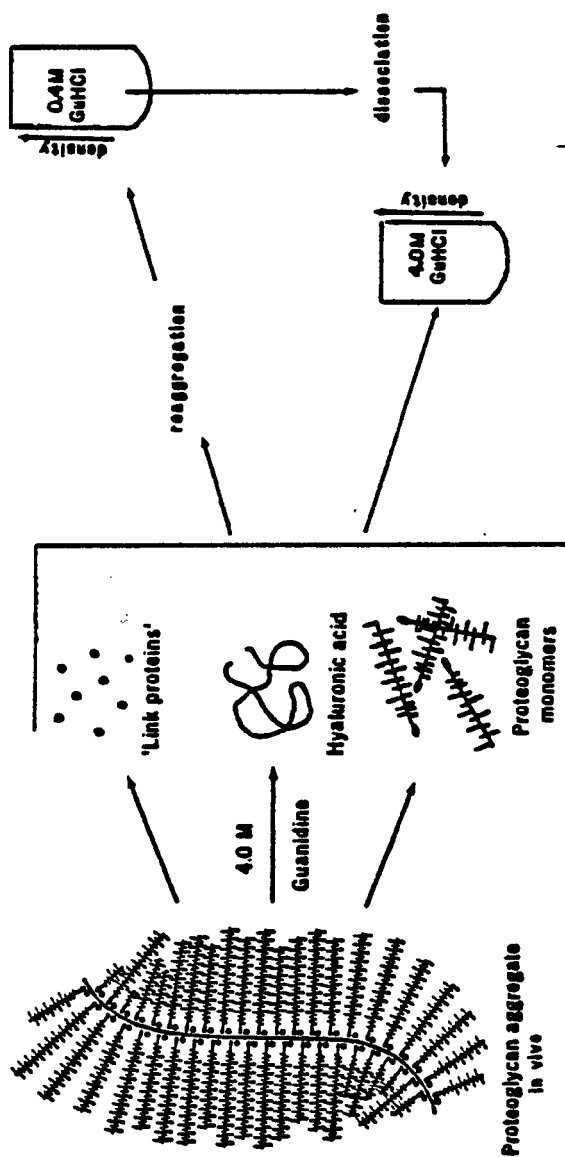 Proteoglycan aggregate
in vivo
4.0 M
Guanidine
'Link proteins'
Hyaluronic acid
Proteoglycan
monomers
reaggregation
0.4M
GuHCl
density
dissociation
4.0M
GuHCl
density